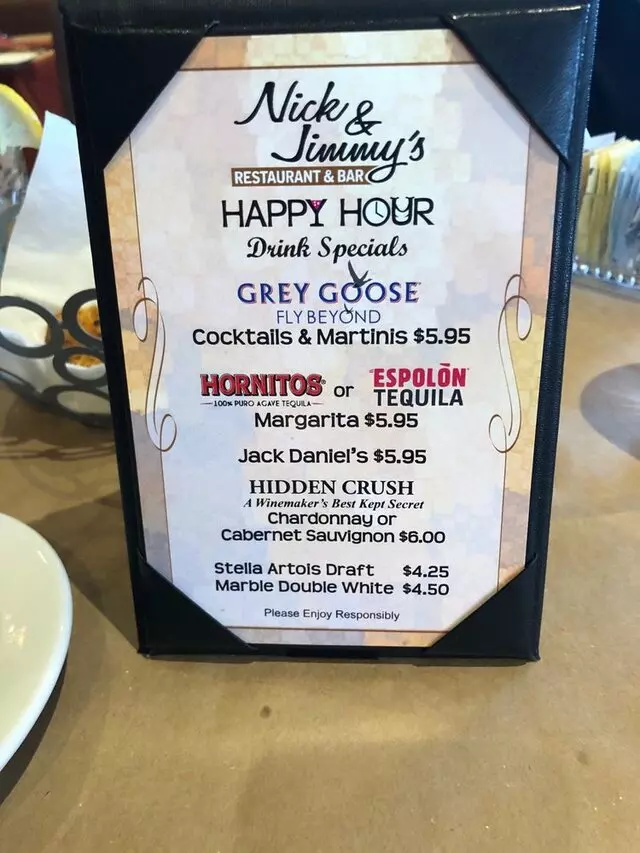 Nick &
Jimmy's
RESTAURANT & BAR
HAPPY HOUR
Drink Specials
GREY GOOSE
FLY BEYOND
Cocktails & Martinis $5.95
HORNITOS® or ESPOLÒN
100% PURO AGAVE TEQUILA TEQUILA
Margarita $5.95
Jack Daniel's $5.95
HIDDEN CRUSH
A Winemaker's Best Kept Secret
Chardonnay or
Cabernet Sauvignon $6.00
Stella Artois Draft $4.25
Marble Double White $4.50
Please Enjoy Responsibly